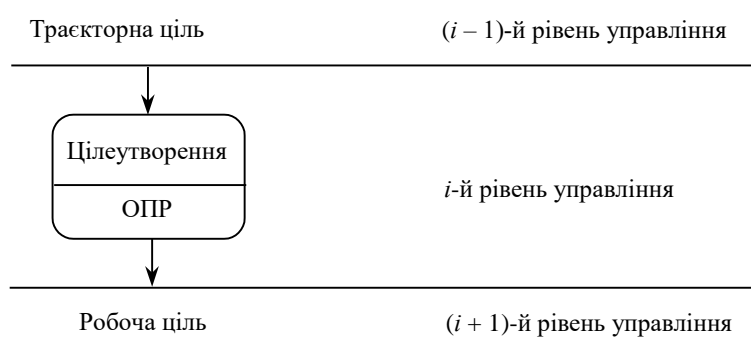 Траєкторна ціль
(i – 1)-й рівень управління
Цілеутворення
ОПР
i-й рівень управління
Робоча ціль
(i + 1)-й рівень управління